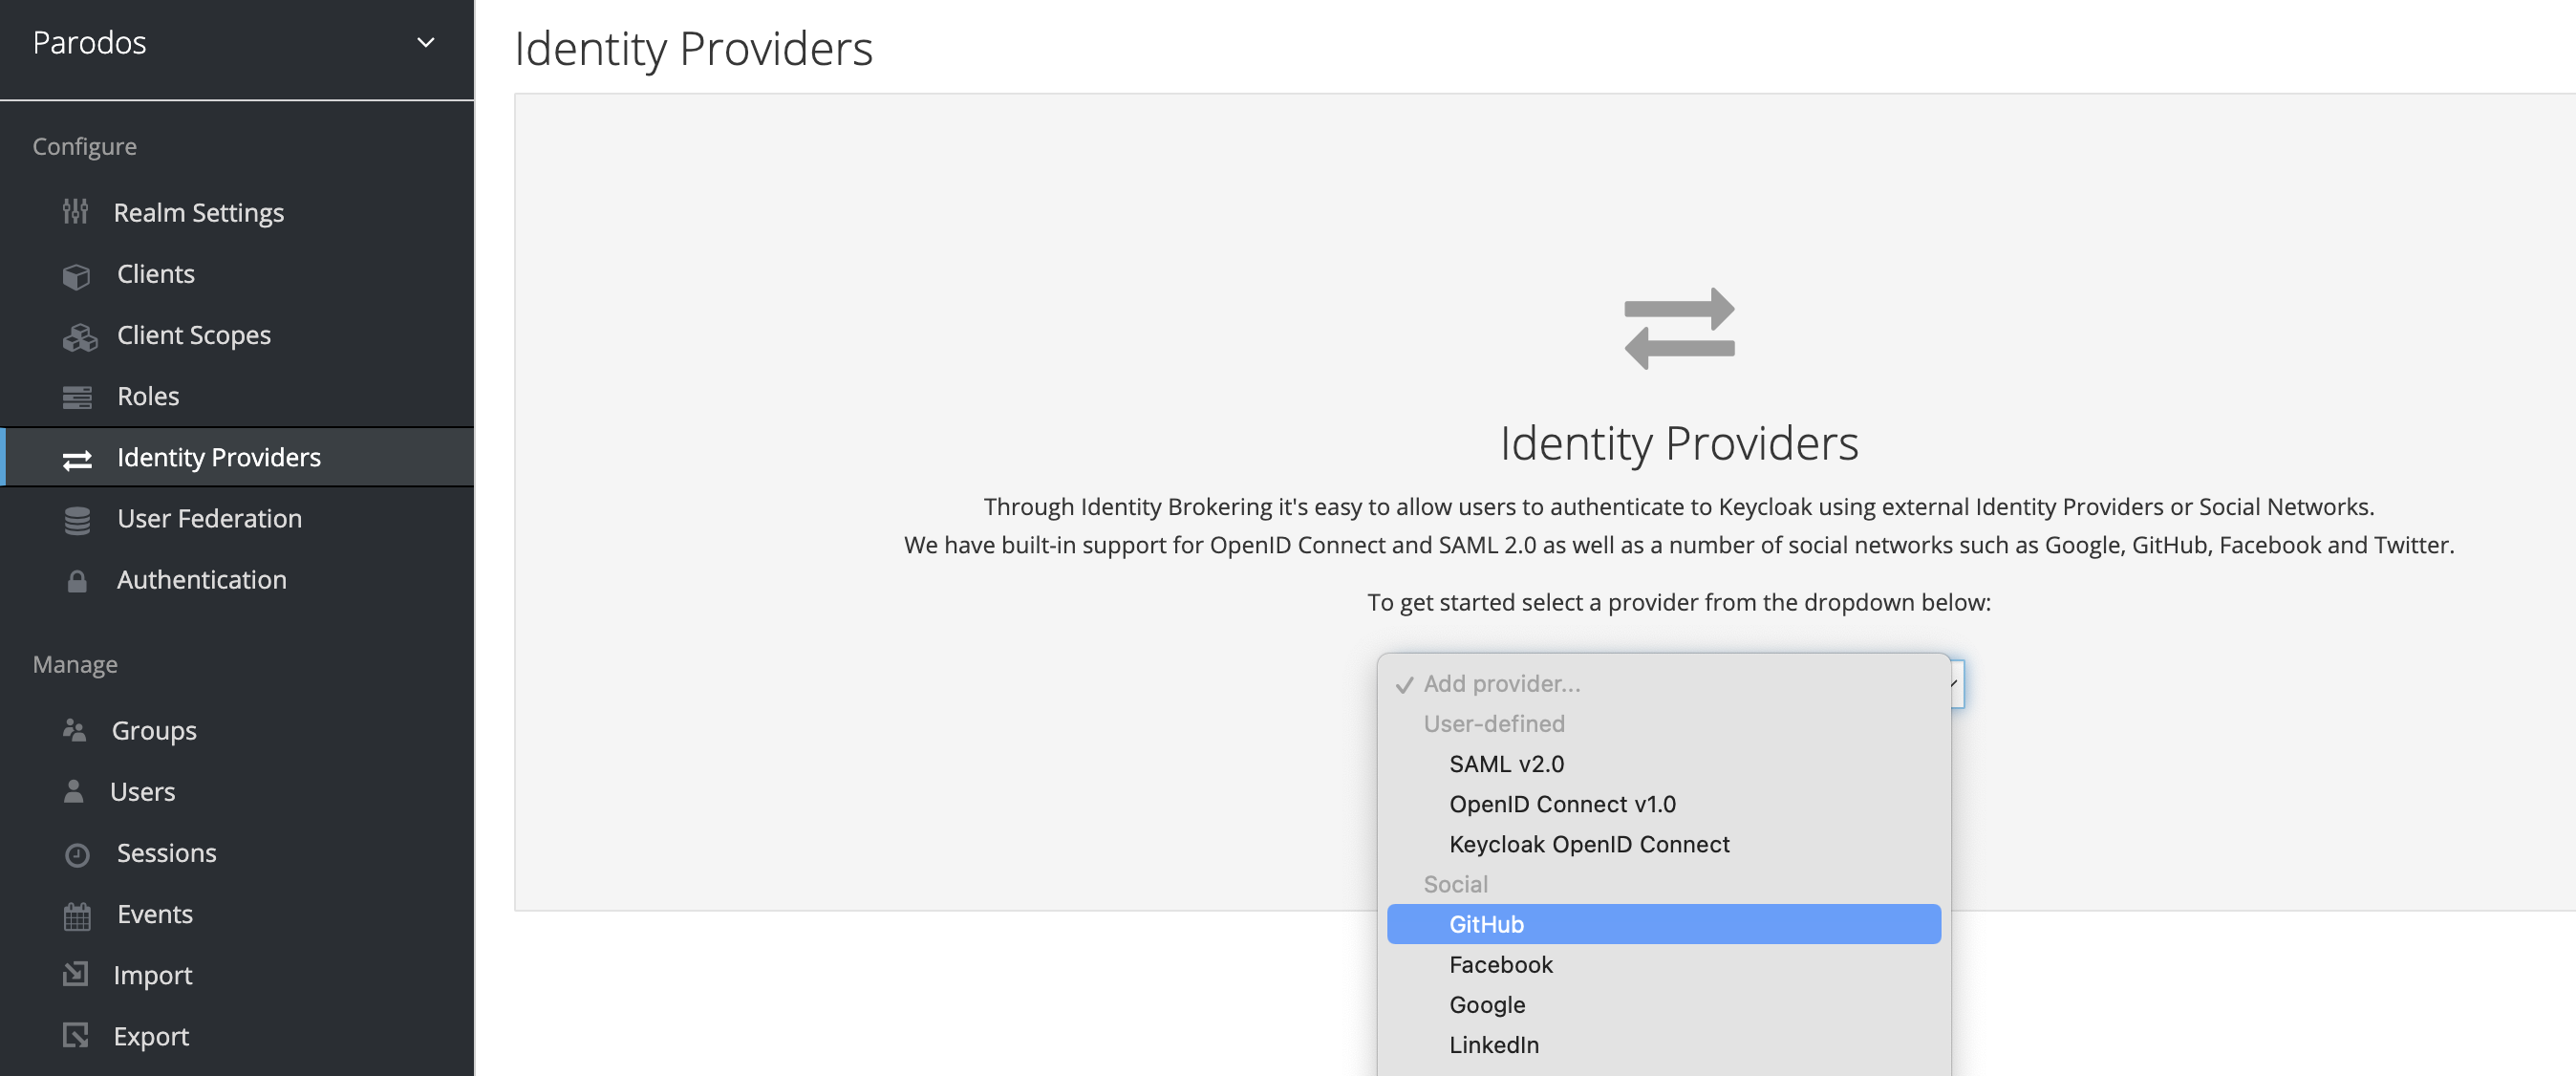 Parodos
Configure
Realm Settings
Clients
Client Scopes
Roles
Identity Providers
User Federation
Authentication
Manage
Groups
Users
Sessions
Events
Import
Export
Identity Providers
Identity Providers
Through Identity Brokering it's easy to allow users to authenticate to Keycloak using external Identity Providers or Social Networks.
We have built-in support for OpenID Connect and SAML 2.0 as well as a number of social networks such as Google, GitHub, Facebook and Twitter.
To get started select a provider from the dropdown below:
Add provider...
User-defined
SAML v2.0
OpenID Connect v1.0
Keycloak OpenID Connect
Social
GitHub
Facebook
Google
LinkedIn